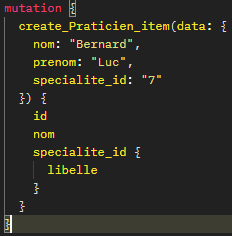 mutation {
  create_Praticien_item(data: {
    nom: "Bernard",
    prenom: "Luc",
    specialite_id: "7"
  }) {
    id
    nom
    specialite_id {
      libelle
    }
  }
}